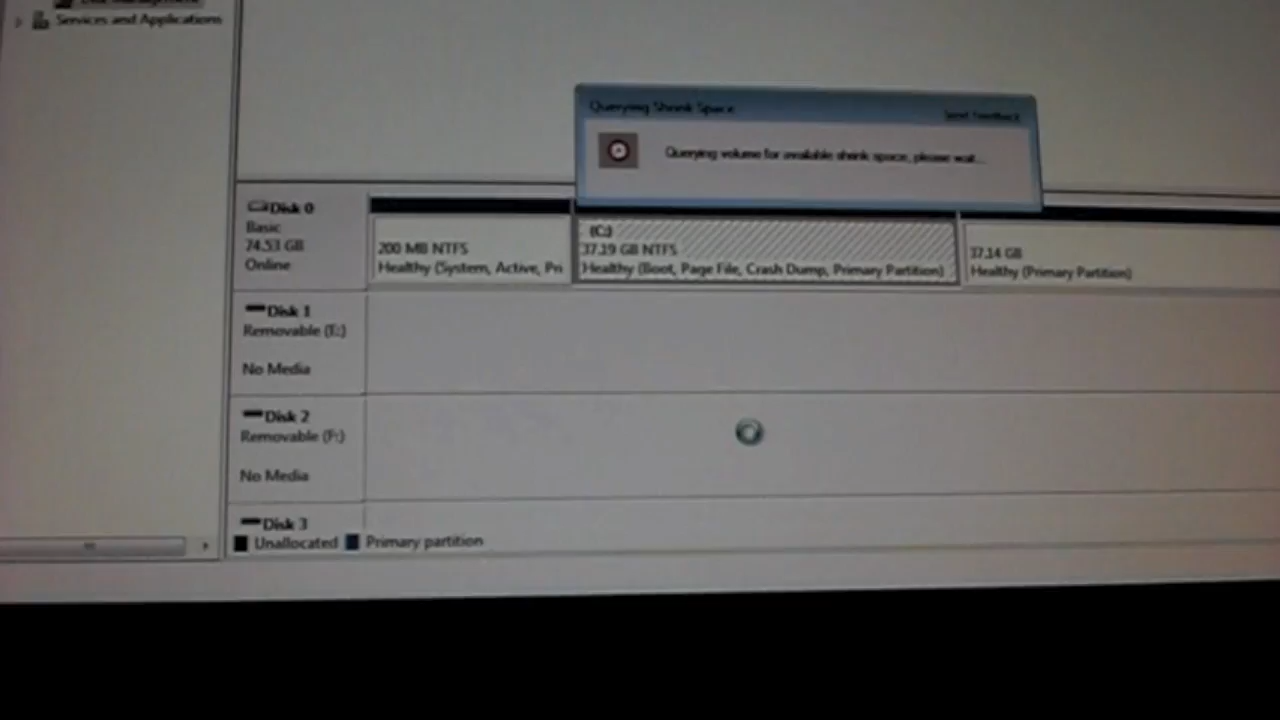 Disk Management
Services and Applications
Querying Shrink Space
Send Feedback
Querying volume for available shrink space, please wait...
Disk 0
Basic
74.53 GB
Online
200 MB NTFS
Healthy (System, Active, Pri
(C:)
37.19 GB NTFS
Healthy (Boot, Page File, Crash Dump, Primary Partition)
37.14 GB
Healthy (Primary Partition)
Disk 1
Removable (E:)
No Media
Disk 2
Removable (F:)
No Media
Disk 3
Unallocated
Primary partition